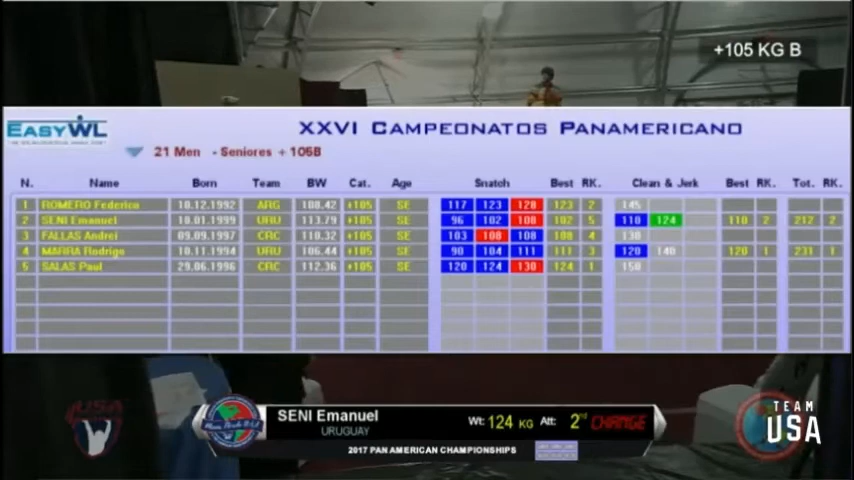 +105 KG B
EASYWL
XXVI CAMPEONATOS PANAMERICANO
21 Men - Seniores + 105B
N. Name Born Team BW Cat. Age Snatch Best RK. Clean & Jerk Best RK. Tot. RK.
1 ROMERO Federico 10.12.1992 ARG 108.42 +105 SE 117 123 128 123 2 145
2 SENI Emanuel 10.01.1999 URU 113.79 +105 SE 96 102 108 102 5 110 124 110 2 212 2
3 FALLAS Andrei 09.09.1997 CRC 110.32 +105 SE 103 108 108 108 4 130
4 MARRA Rodrigo 10.11.1994 URU 106.44 +105 SE 90 104 111 111 3 120 140 120 1 231 1
5 SALAS Paul 29.06.1996 CRC 112.36 +105 SE 120 124 130 124 1 150
USA
SENI Emanuel Wt: 124 KG Att: 2nd CHANGE
URUGUAY
2017 PAN AMERICAN CHAMPIONSHIPS
TEAM
USA